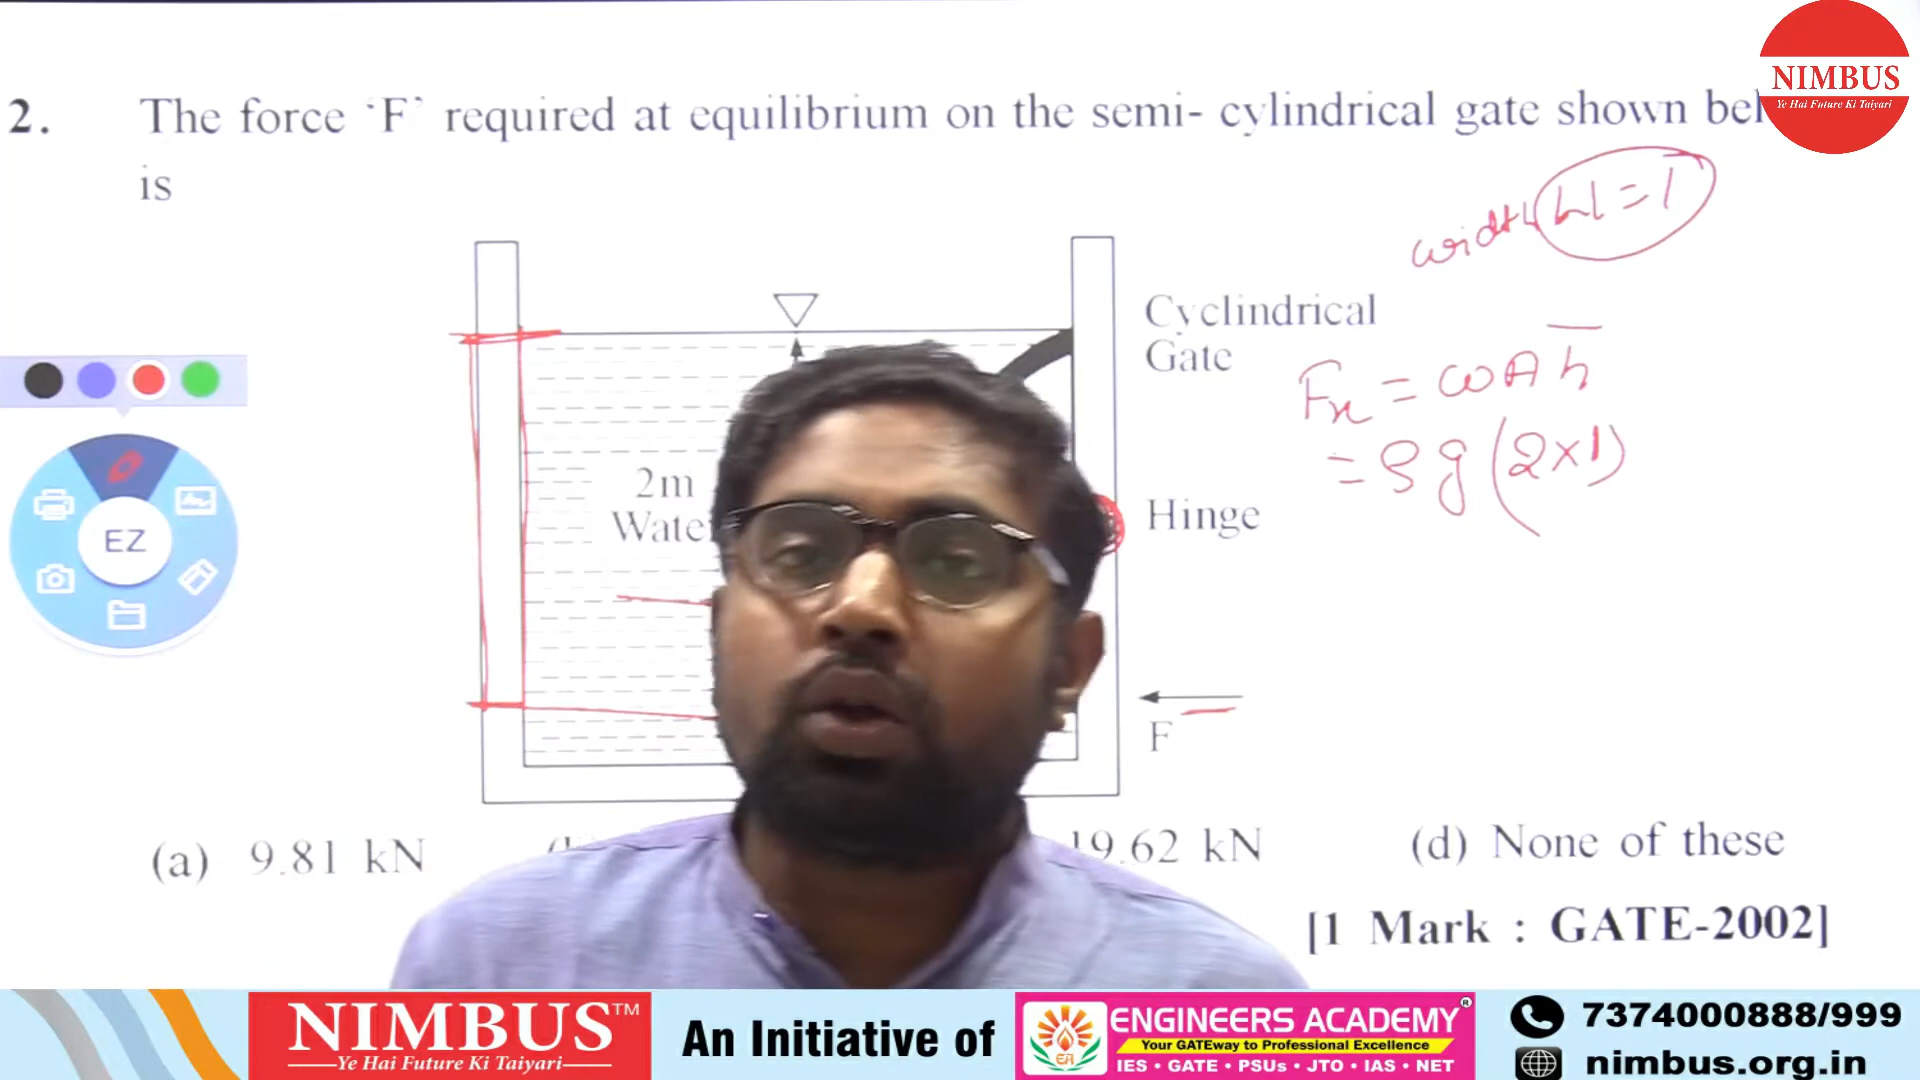 NIMBUS
Ye Hai Future Ki Taiyari
2. The force ‘F’ required at equilibrium on the semi- cylindrical gate shown
is
width = 1
Cyclindrical
Gate
Fx = ωAh̄
= ρg(2×1)
2m
Hinge
EZ
F
(a) 9.81 kN 19.62 kN (d) None of these
[1 Mark : GATE-2002]
NIMBUS™
Ye Hai Future Ki Taiyari
An Initiative of
ENGINEERS ACADEMY®
Your GATEway to Professional Excellence
IES • GATE • PSUs • JTO • IAS • NET
EA
7374000888/999
nimbus.org.in